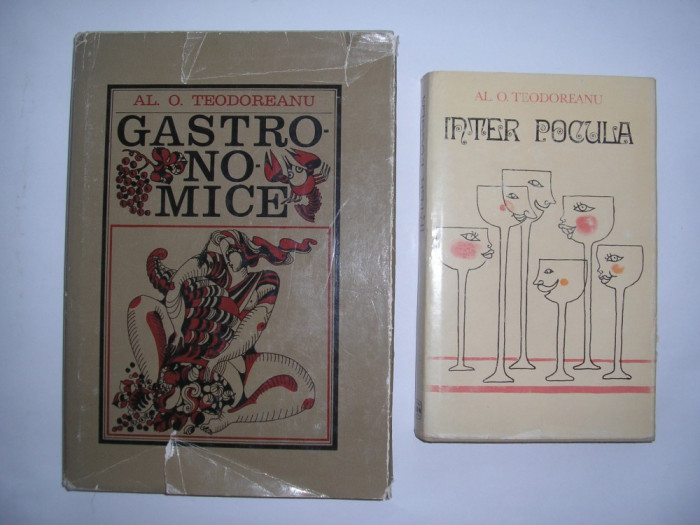 AL. O. TEODOREANU
GASTRO-
NO-
MICE
AL. O. TEODOREANU
INTER POCULA